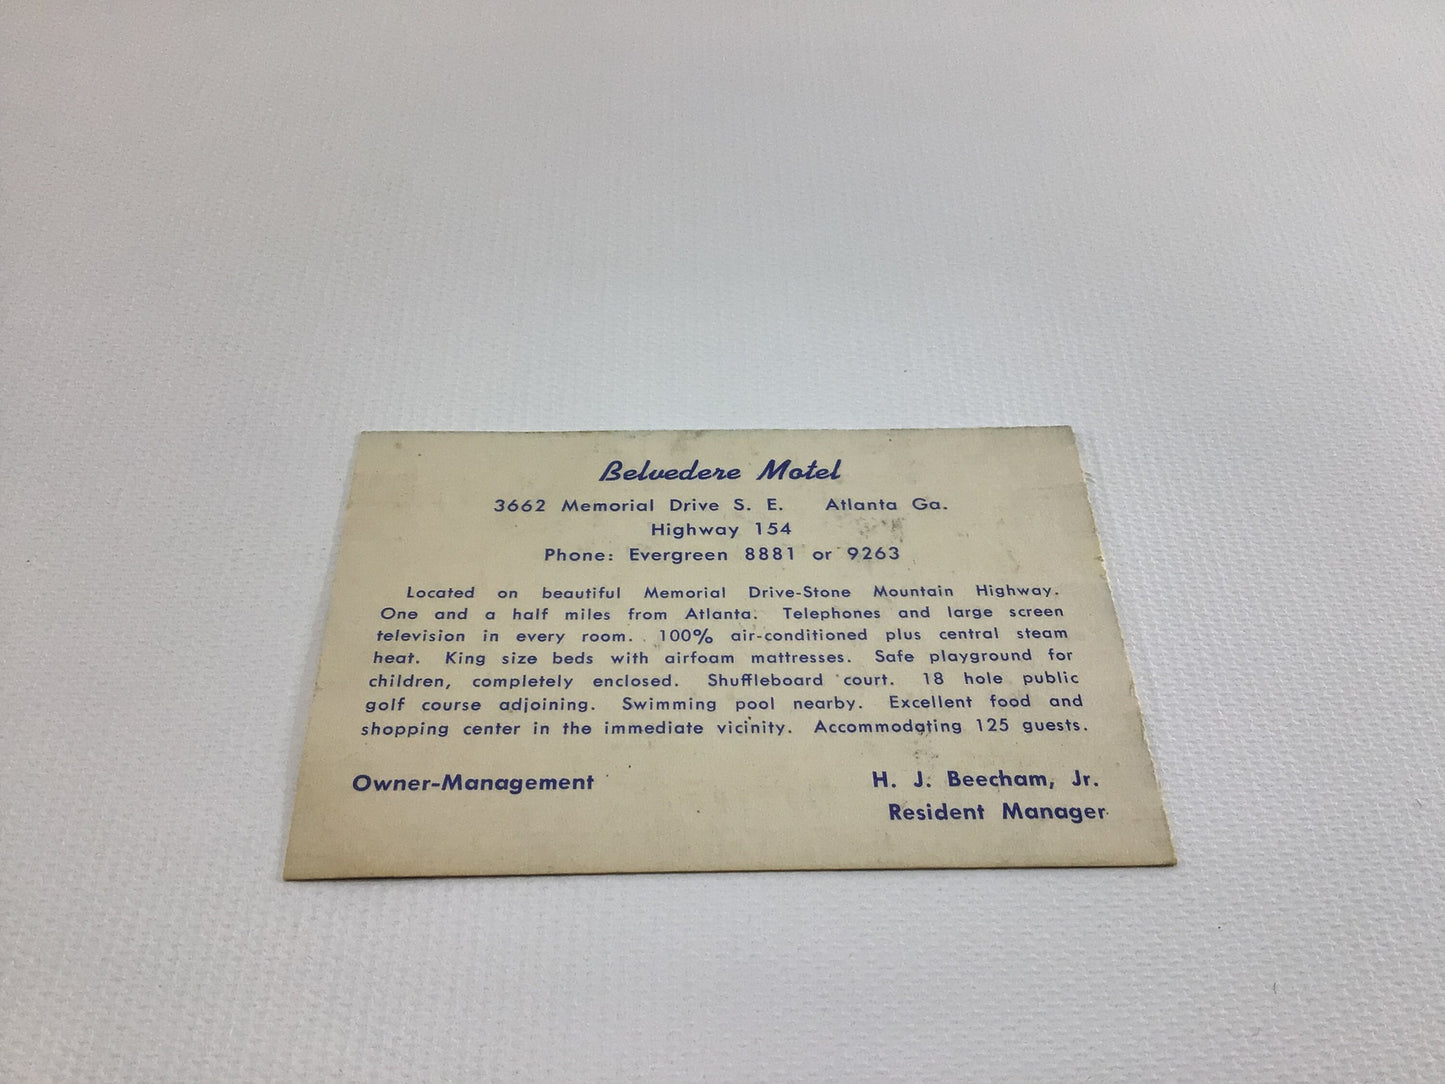 Belvedere Motel
3662 Memorial Drive S. E. Atlanta Ga.
Highway 154
Phone: Evergreen 8881 or 9263
Located on beautiful Memorial Drive-Stone Mountain Highway.
One and a half miles from Atlanta. Telephones and large screen
television in every room. 100% air-conditioned plus central steam
heat. King size beds with airfoam mattresses. Safe playground for
children, completely enclosed. Shuffleboard court. 18 hole public
golf course adjoining. Swimming pool nearby. Excellent food and
shopping center in the immediate vicinity. Accommodating 125 guests.
Owner-Management
H. J. Beecham, Jr.
Resident Manager